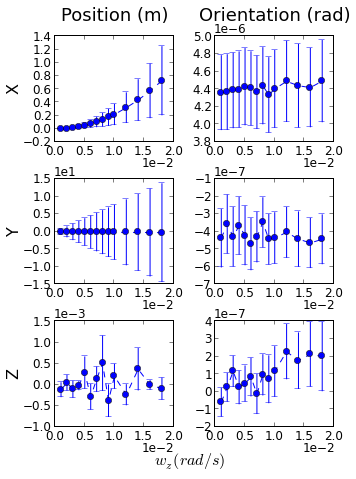 Position (m) Orientation (rad)
1e−6
X
1.4
1.2
1.0
0.8
0.6
0.4
0.2
0.0
−0.2
5.0
4.8
4.6
4.4
4.2
4.0
3.8
0.0 0.5 1.0 1.5 2.0
1e−2
0.0 0.5 1.0 1.5 2.0
1e−2
1e1
1e−7
Y
1.5
1.0
0.5
0.0
−0.5
−1.0
−1.5
−1
−2
−3
−4
−5
−6
−7
0.0 0.5 1.0 1.5 2.0
1e−2
0.0 0.5 1.0 1.5 2.0
1e−2
1e−3
1e−7
Z
1.5
1.0
0.5
0.0
−0.5
−1.0
4
3
2
1
0
−1
−2
0.0 0.5 1.0 1.5 2.0
1e−2
0.0 0.5 1.0 1.5 2.0
1e−2
w_z(rad/s)